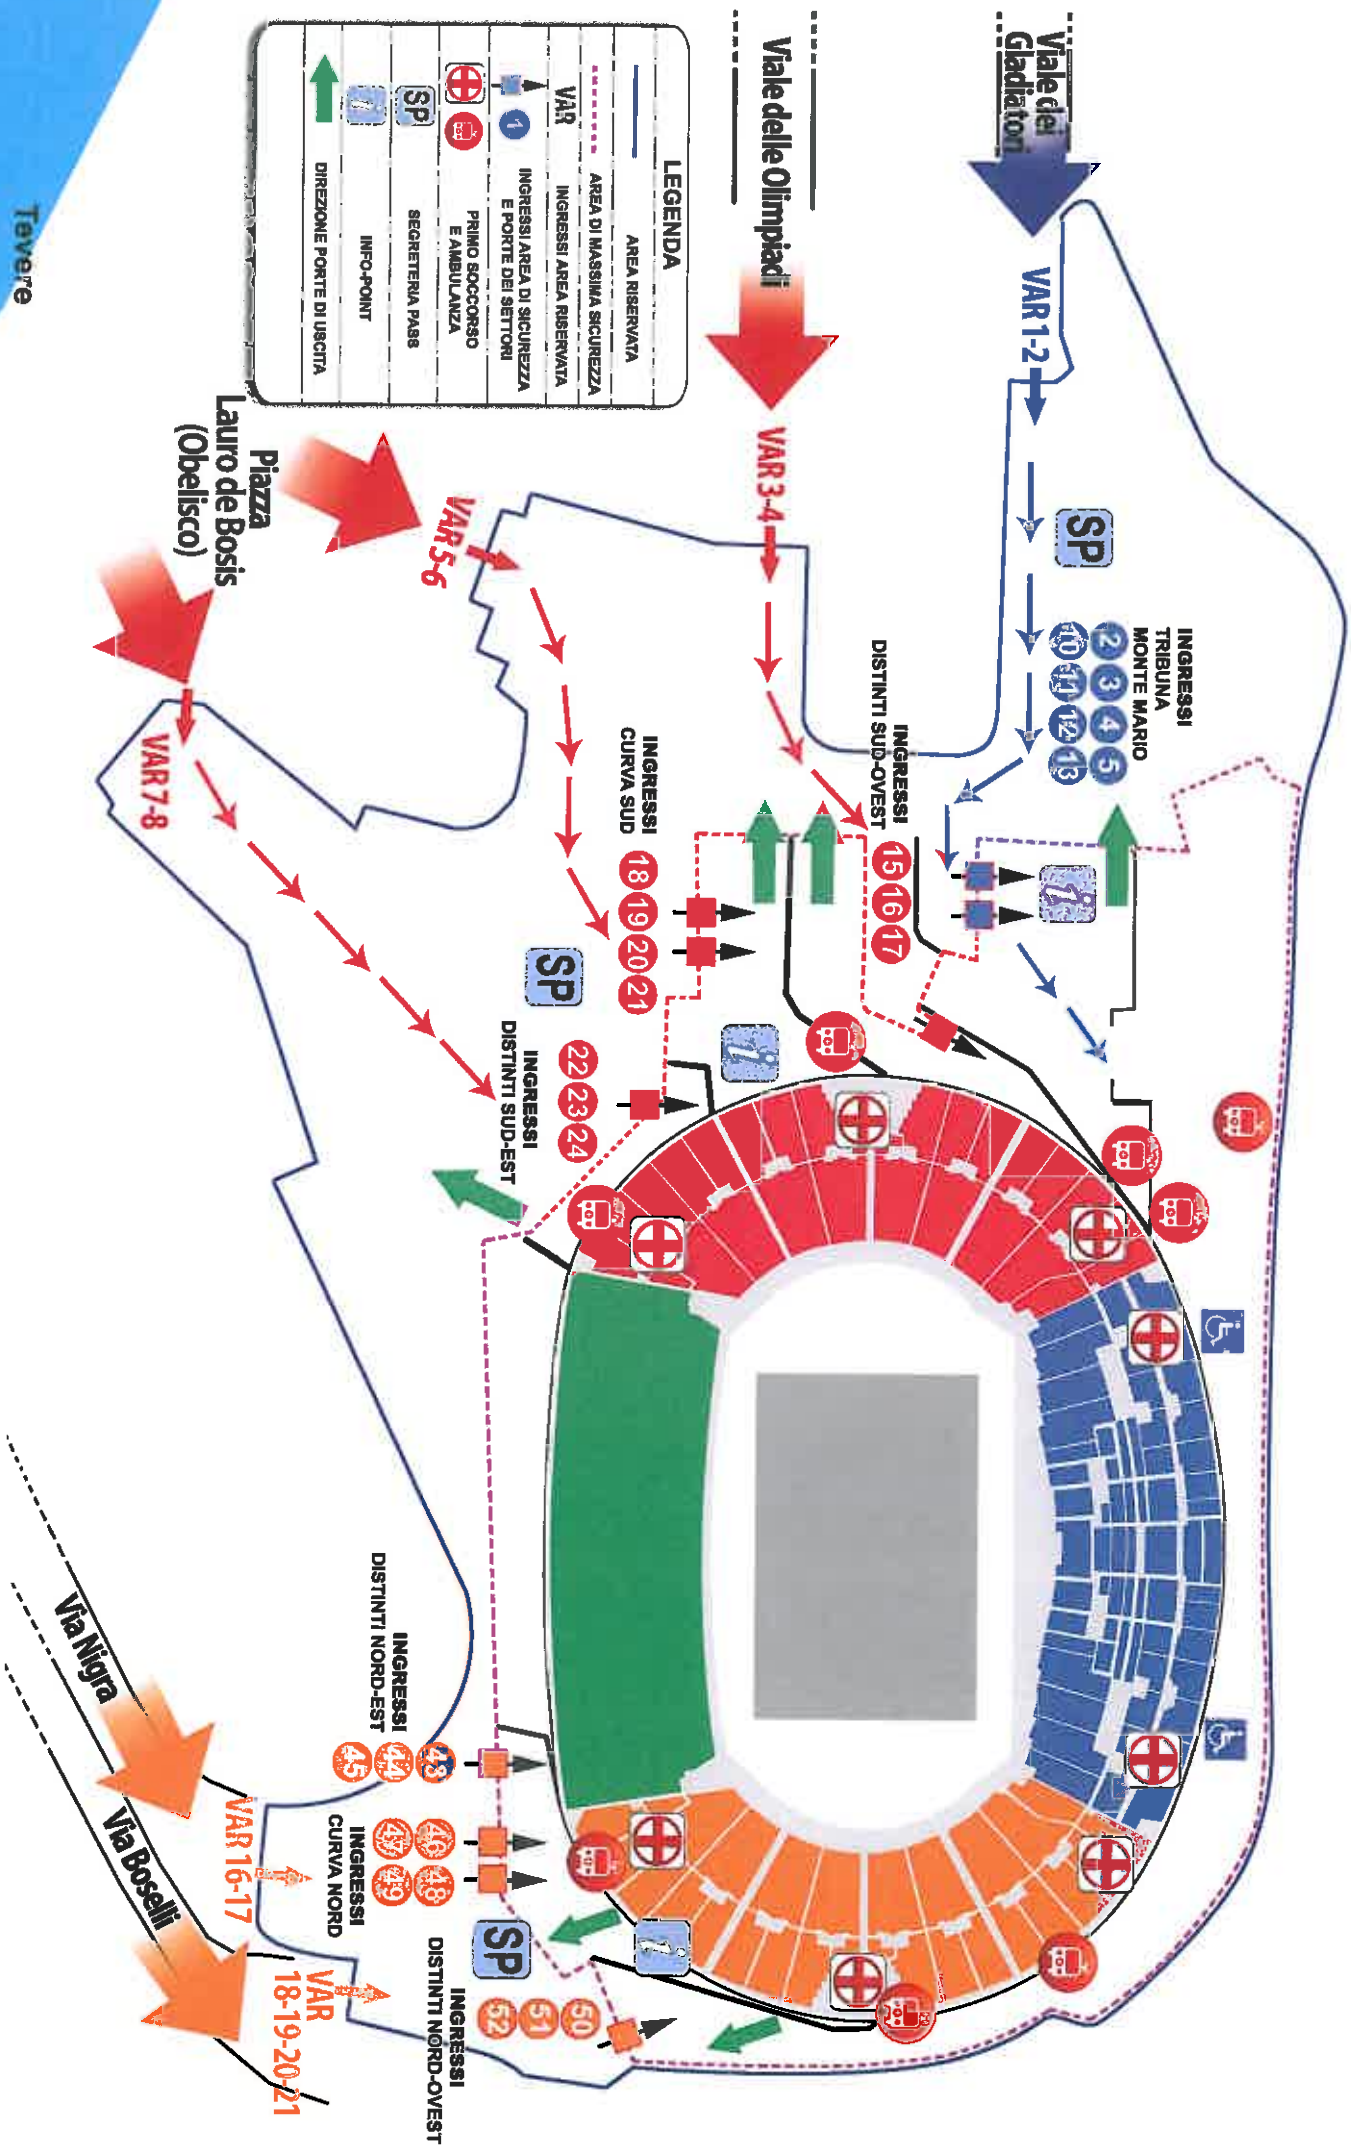 Viale dei
Gladiatori
VAR 1-2
SP
INGRESSI
TRIBUNA
MONTE MARIO
2 3 4 5
10 11 12 13
i
Viale delle Olimpiadi
VAR 3-4
INGRESSI
DISTINTI SUD-OVEST
15 16 17
LEGENDA
AREA RISERVATA
AREA DI MASSIMA SICUREZZA
VAR INGRESSI AREA RISERVATA
1 INGRESSI AREA DI SICUREZZA
E PORTE DEI SETTORI
PRIMO SOCCORSO
E AMBULANZA
SP SEGRETERIA PASS
i INFO-POINT
DIREZIONE PORTE DI USCITA
Piazza
Lauro de Bosis
(Obelisco)
VAR 5-6
INGRESSI
CURVA SUD
18 19 20 21
SP
i
VAR 7-8
INGRESSI
DISTINTI SUD-EST
22 23 24
Tevere
Via Nigra
VAR 16-17
INGRESSI
DISTINTI NORD-EST
43
44
45
INGRESSI
CURVA NORD
46 48
47 49
Via Boselli
VAR
18-19-20-21
SP
i
INGRESSI
DISTINTI NORD-OVEST
50
51
52